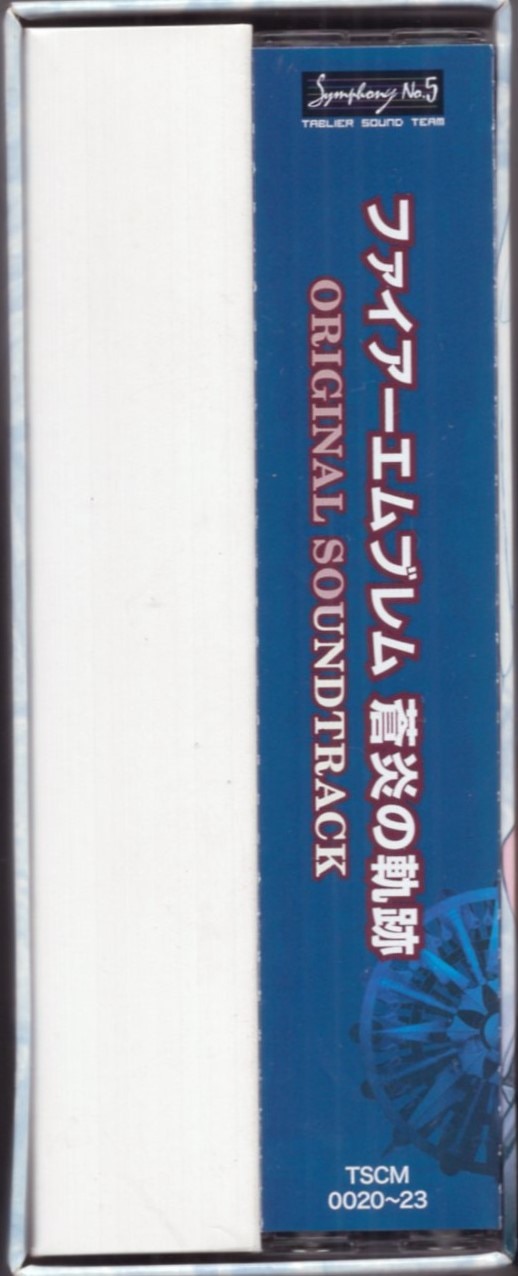 Symphony No.5
TAELIER SOUND TEAM
ファイアーエムブレム 蒼炎の軌跡
ORIGINAL SOUNDTRACK
TSCM
0020~23